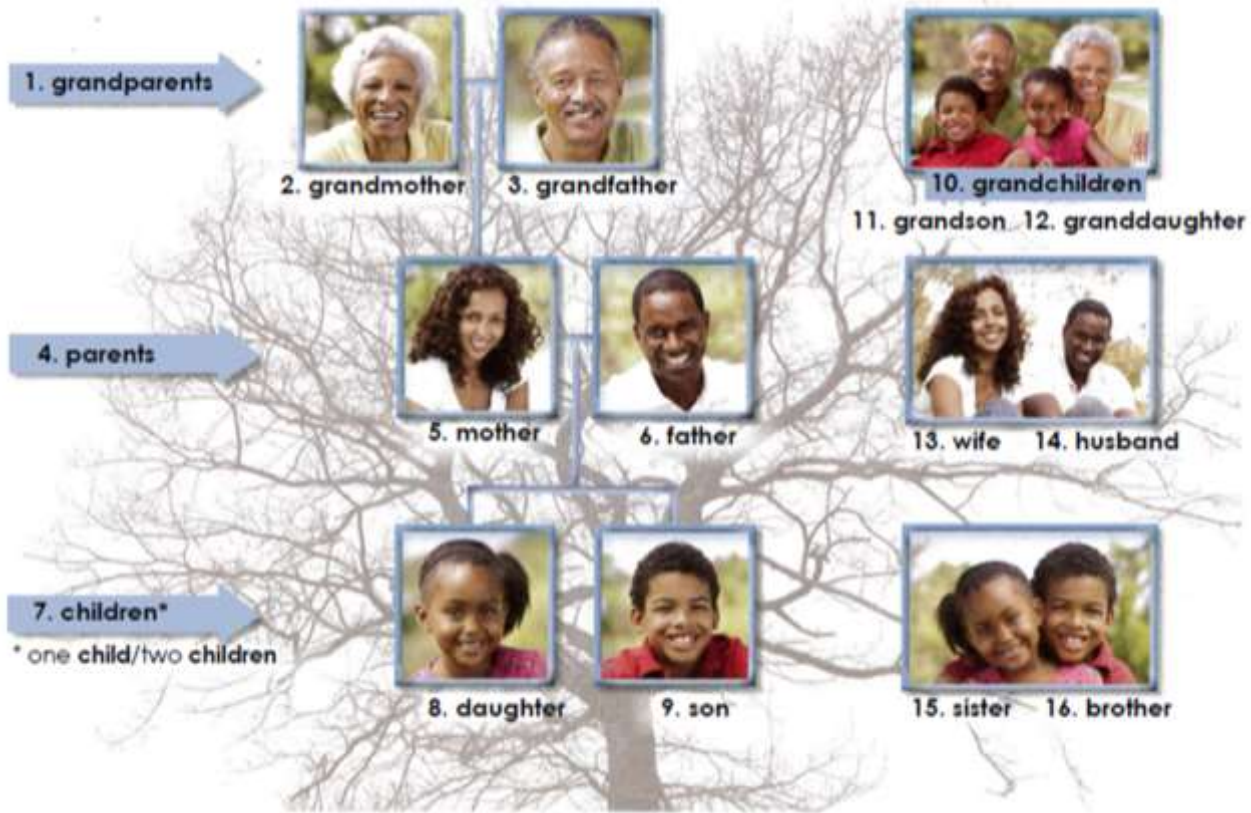 1. grandparents
2. grandmother
3. grandfather
10. grandchildren
11. grandson 12. granddaughter
4. parents
5. mother
6. father
13. wife 14. husband
7. children*
* one child/two children
8. daughter
9. son
15. sister 16. brother